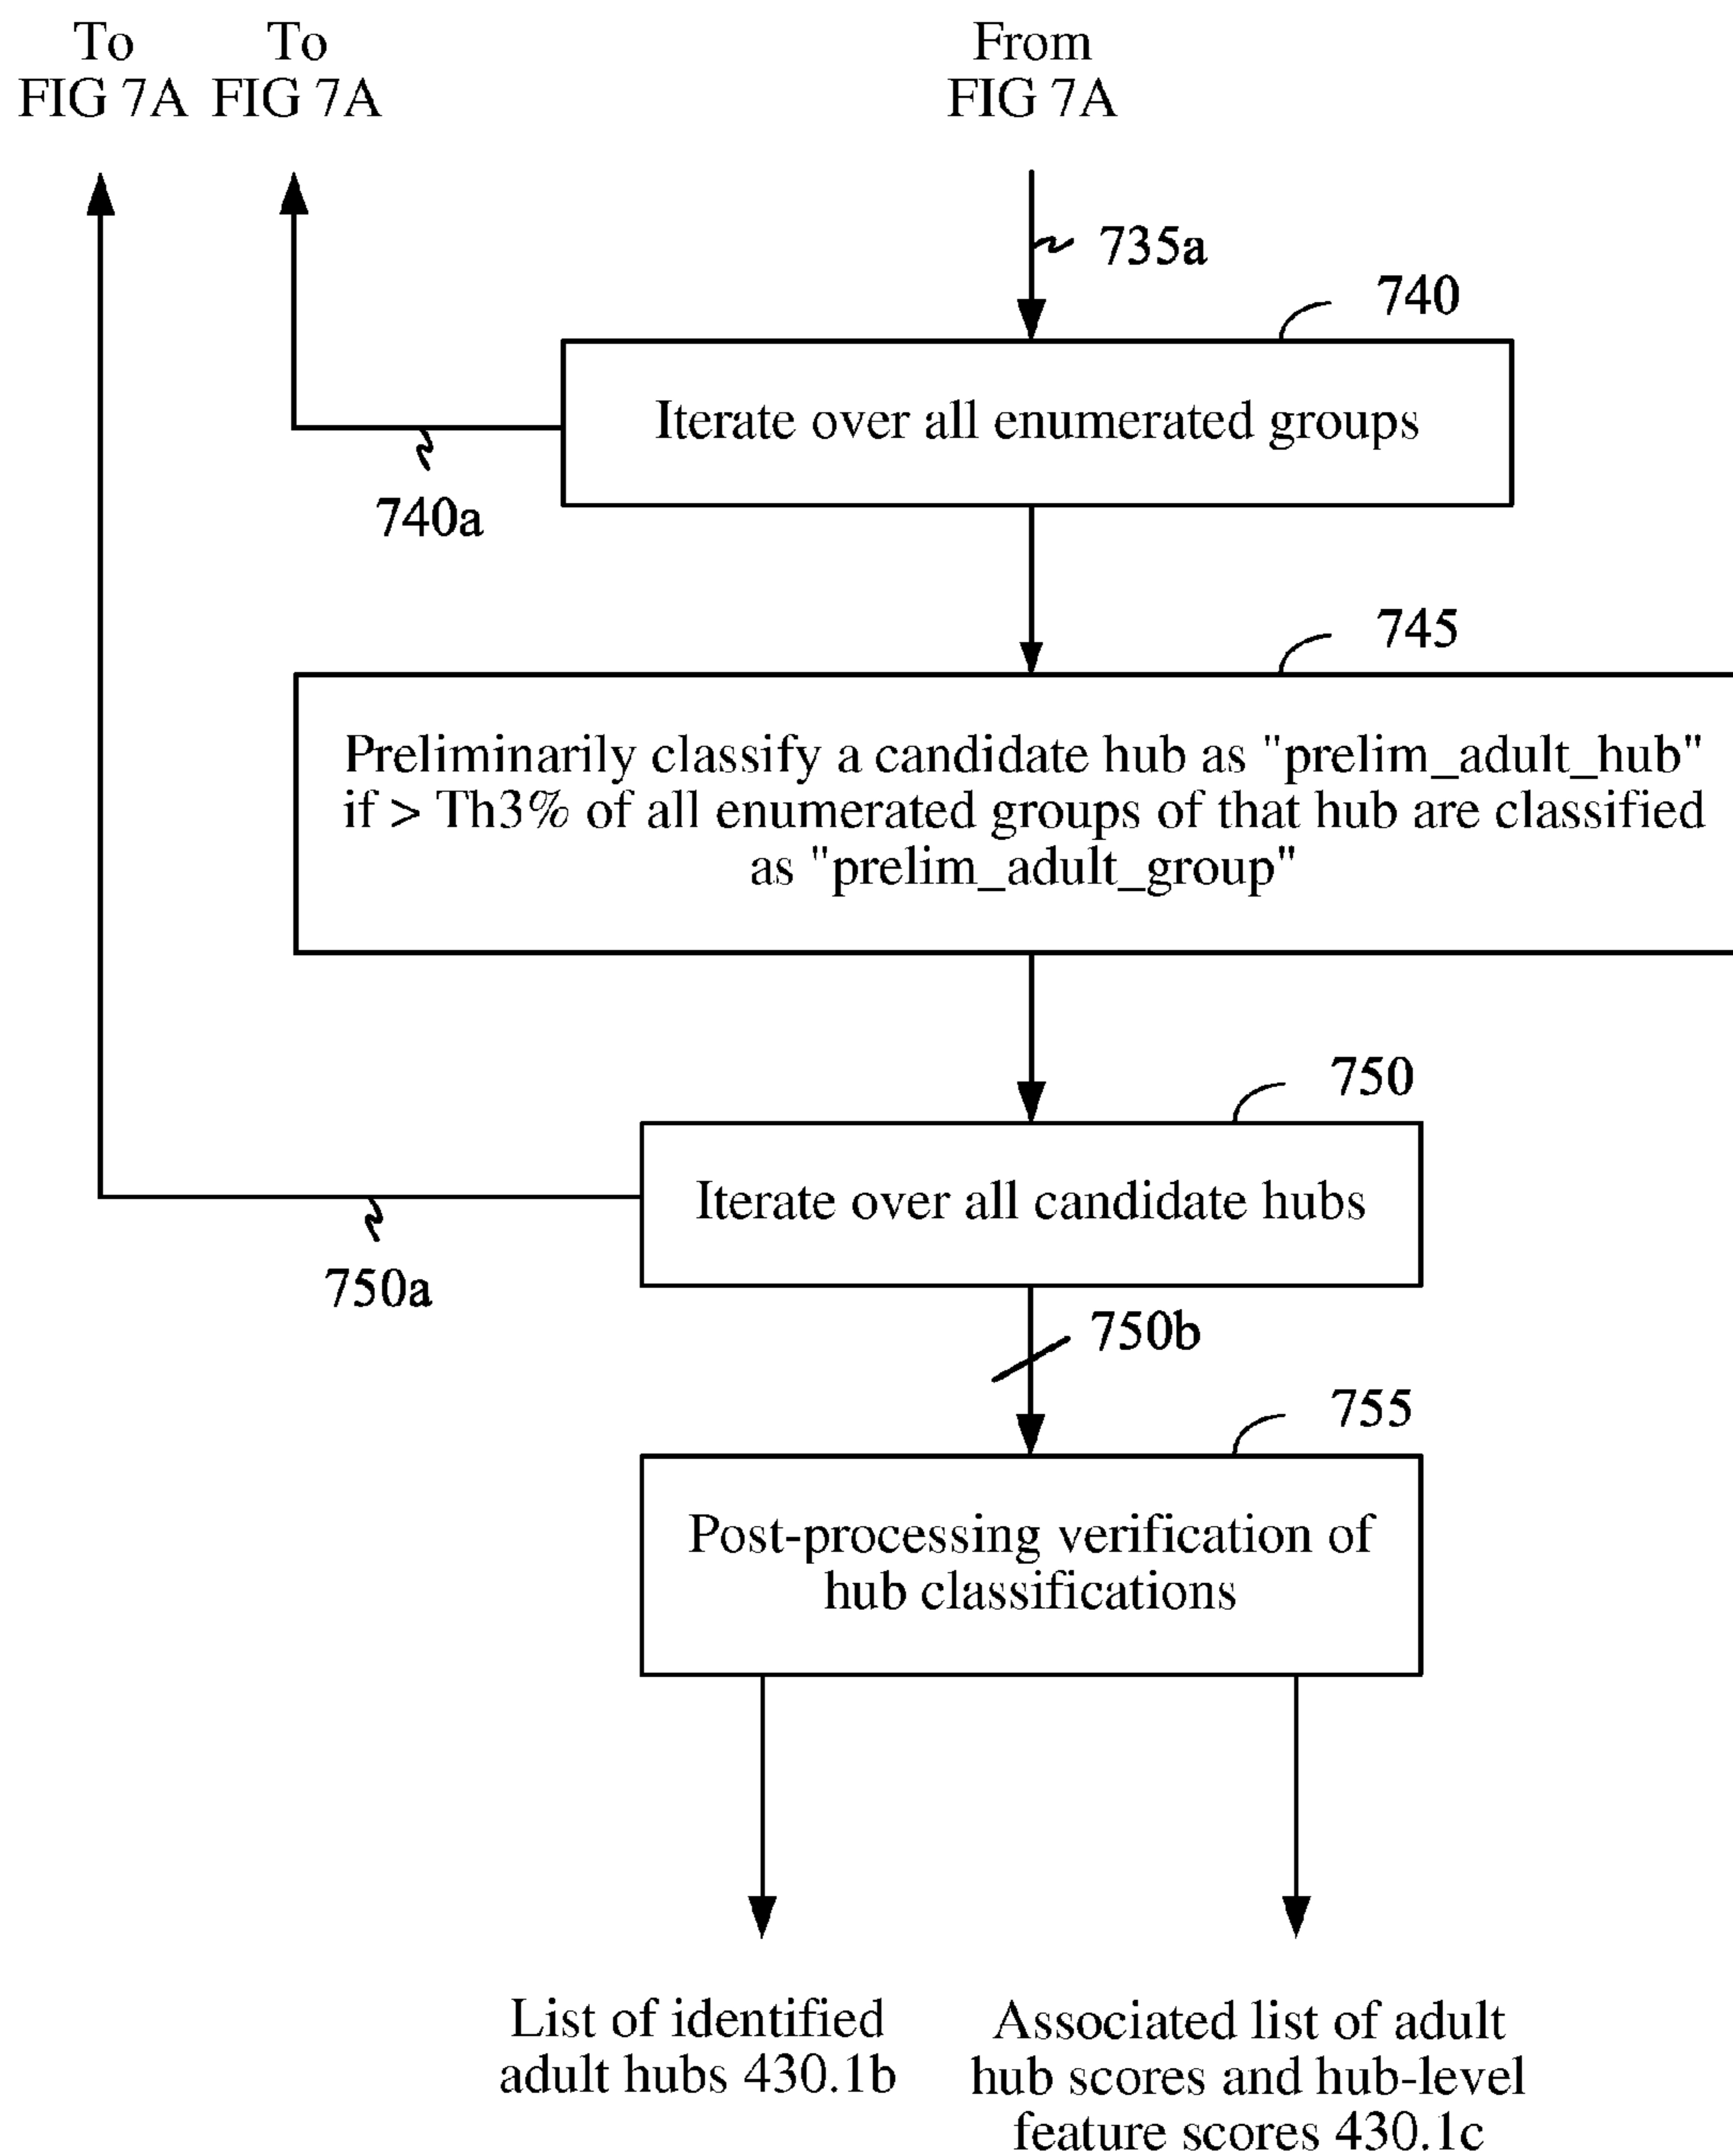 To
FIG 7A
To
FIG 7A
From
FIG 7A
735a
740
Iterate over all enumerated groups
740a
745
Preliminarily classify a candidate hub as "prelim_adult_hub"
if > Th3% of all enumerated groups of that hub are classified
as "prelim_adult_group"
750
Iterate over all candidate hubs
750a
750b
755
Post-processing verification of
hub classifications
List of identified
adult hubs 430.1b
Associated list of adult
hub scores and hub-level
feature scores 430.1c